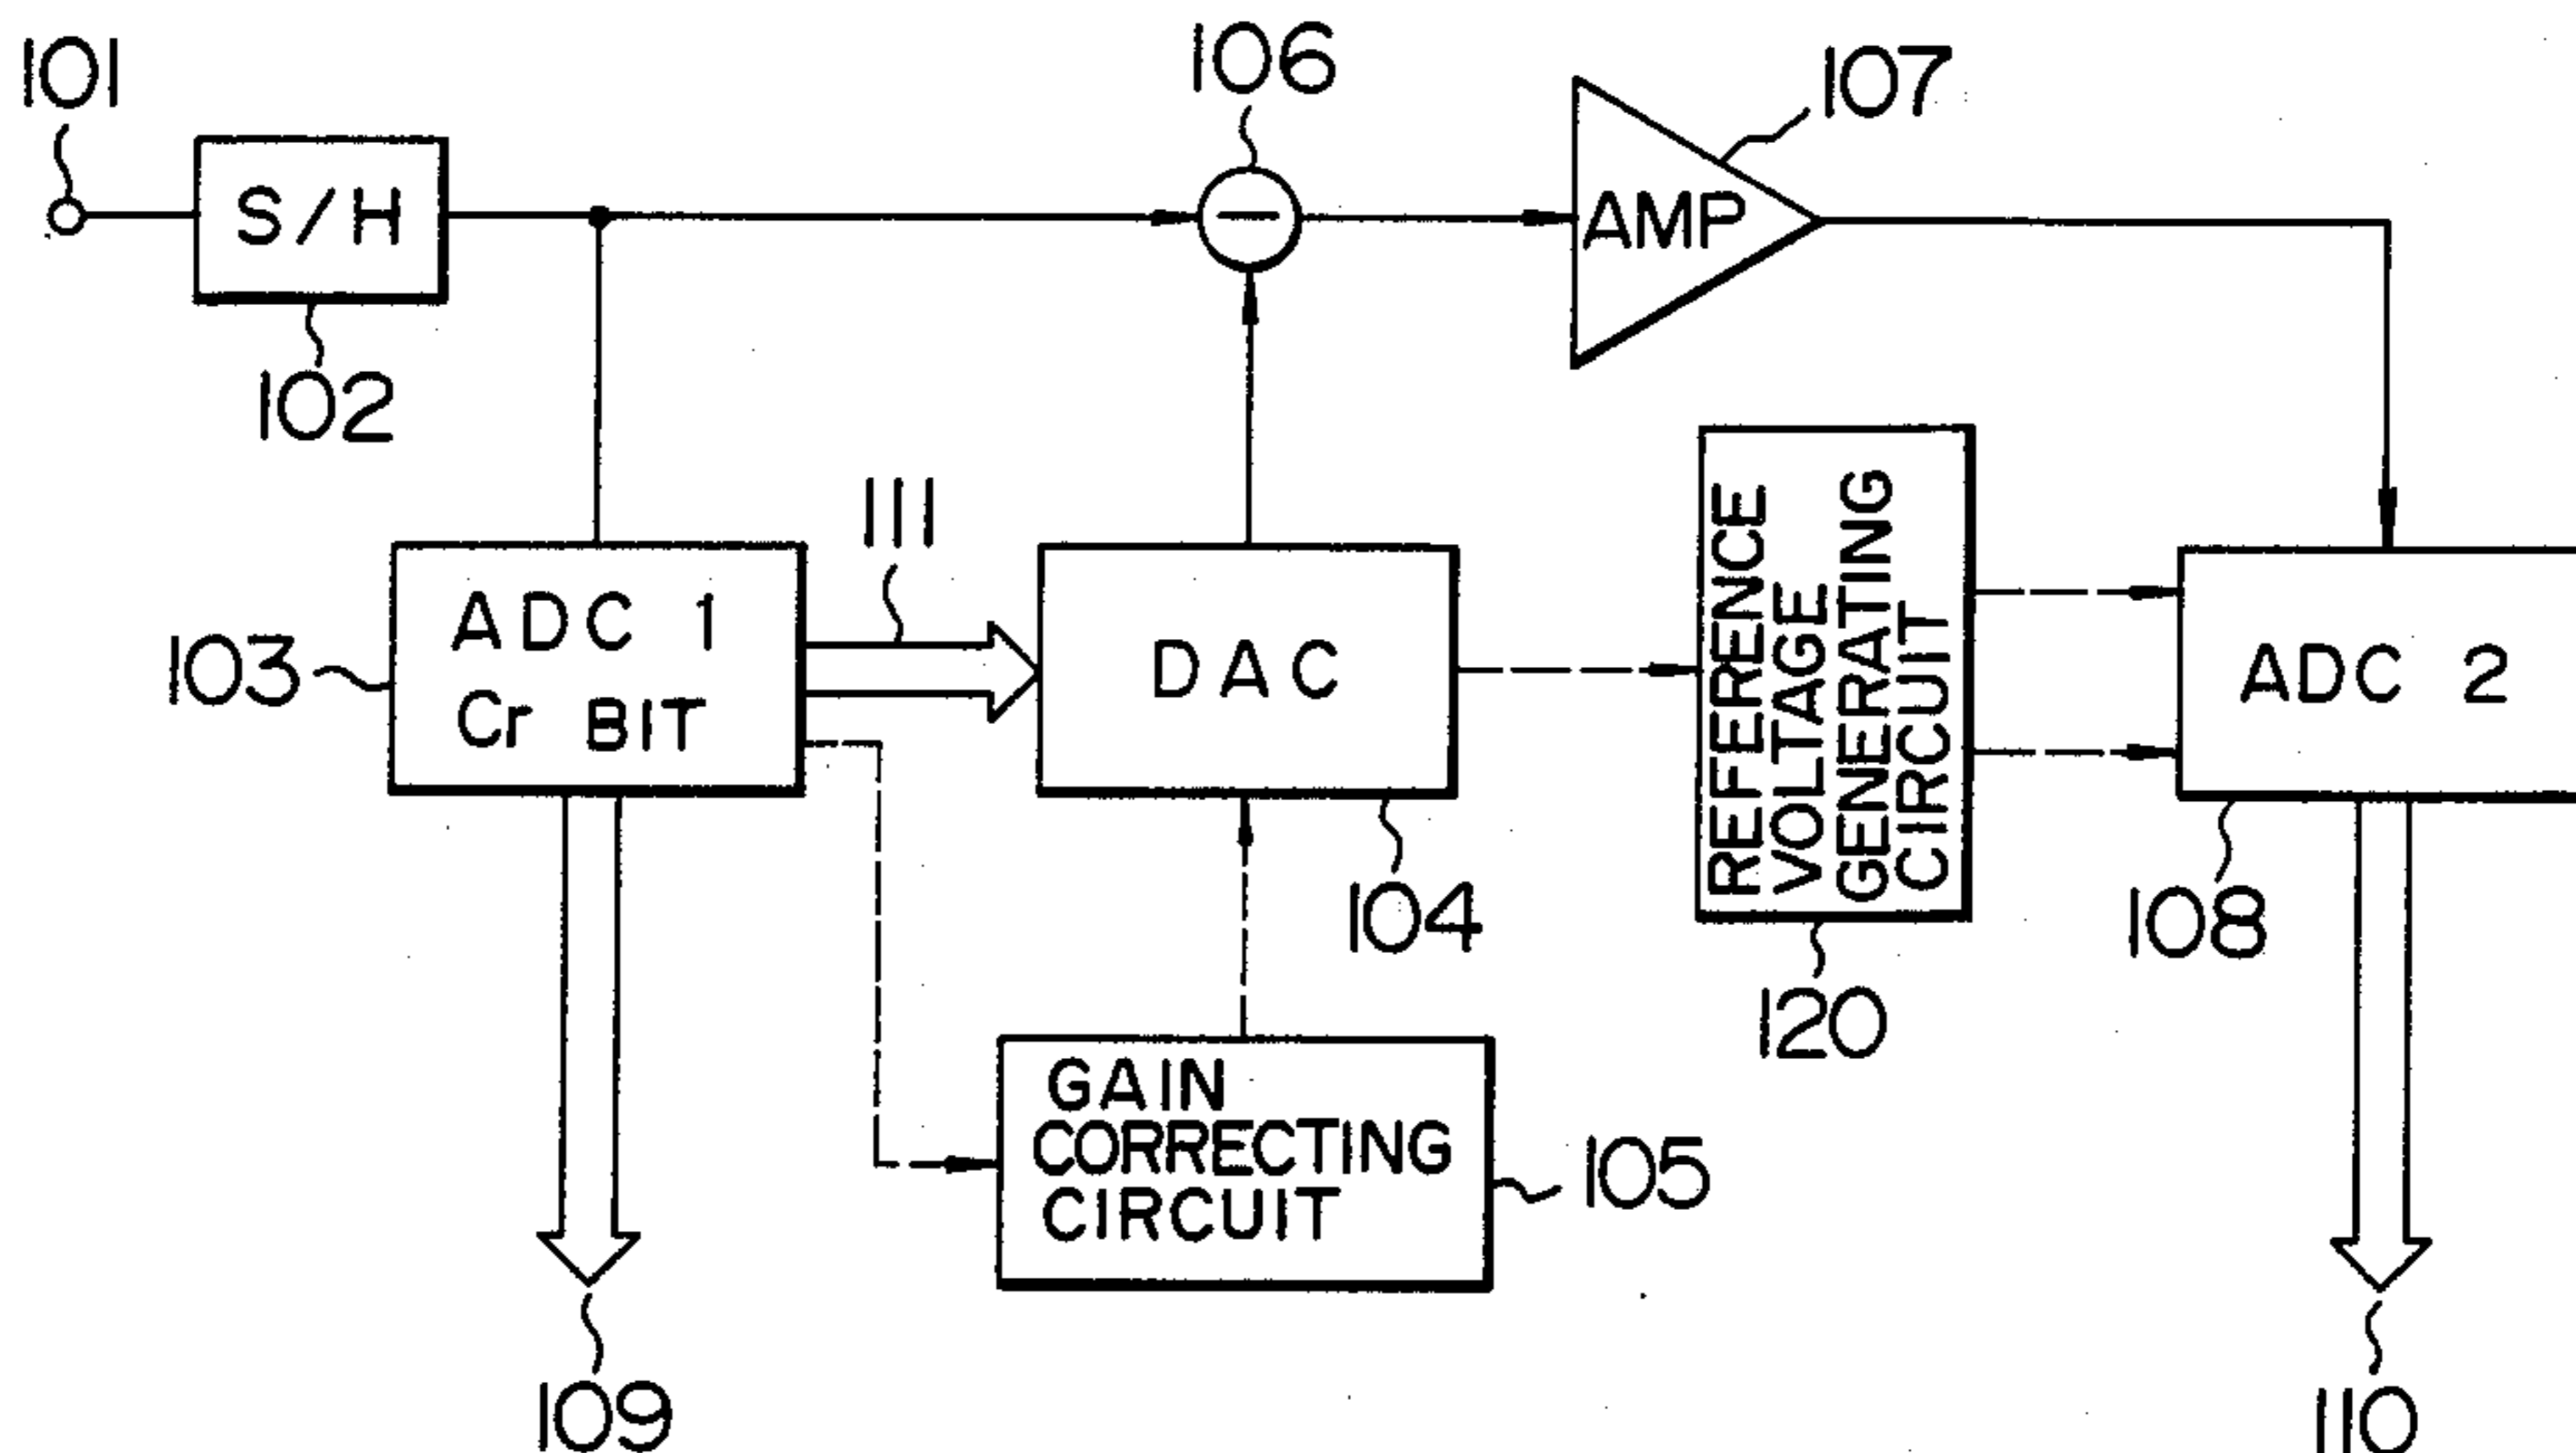 101
106
107
S/H
AMP
102
111
ADC 1
Cr BIT
103
DAC
REFERENCE
VOLTAGE
GENERATING
CIRCUIT
ADC 2
104
108
120
GAIN
CORRECTING
CIRCUIT
105
109
110